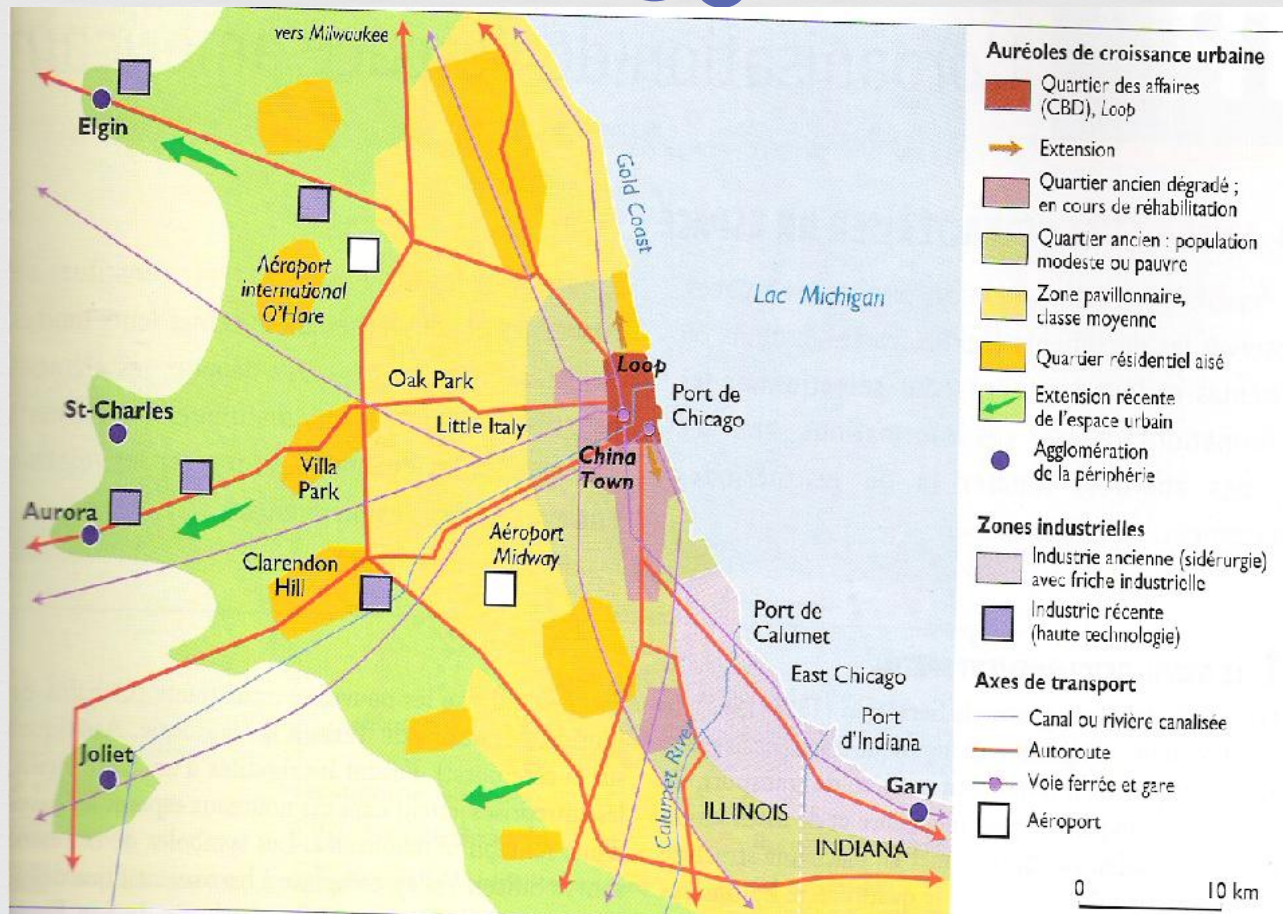 vers Milwaukee
Elgin
Gold Coast
Aéroport
international
O'Hare
Lac Michigan
Loop
Oak Park
Port de
Chicago
St-Charles
Little Italy
Villa
Park
China
Town
Aurora
Aéroport
Midway
Clarendon
Hill
Port de
Calumet
East Chicago
Port
d'Indiana
Joliet
Calumet River
Gary
ILLINOIS
INDIANA
Auréoles de croissance urbaine
Quartier des affaires
(CBD), Loop
Extension
Quartier ancien dégradé ;
en cours de réhabilitation
Quartier ancien : population
modeste ou pauvre
Zone pavillonnaire,
classe moyenne
Quartier résidentiel aisé
Extension récente
de l'espace urbain
Agglomération
de la périphérie
Zones industrielles
Industrie ancienne (sidérurgie)
avec friche industrielle
Industrie récente
(haute technologie)
Axes de transport
Canal ou rivière canalisée
Autoroute
Voie ferrée et gare
Aéroport
0 10 km